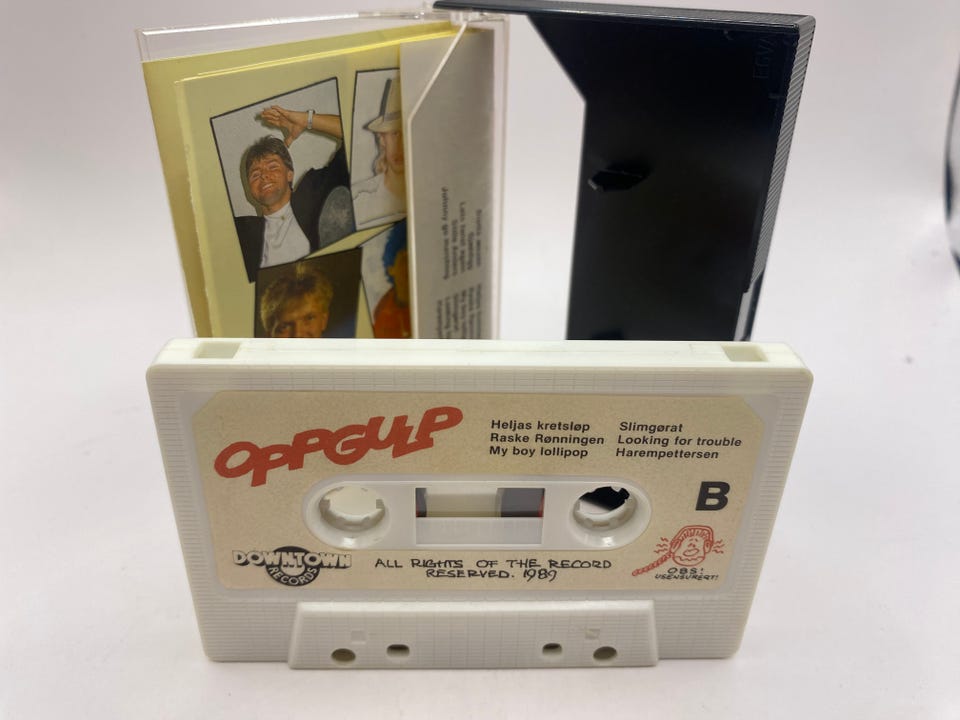 EGVA
OPPGULP
Heljas kretsløp
Raske Rønningen
My boy lollipop
Slimgørat
Looking for trouble
Harempettersen
B
DOWNTOWN
RECORDS
ALL RIGHTS OF THE RECORD
RESERVED. 1989
OBS!
USENSURERT!